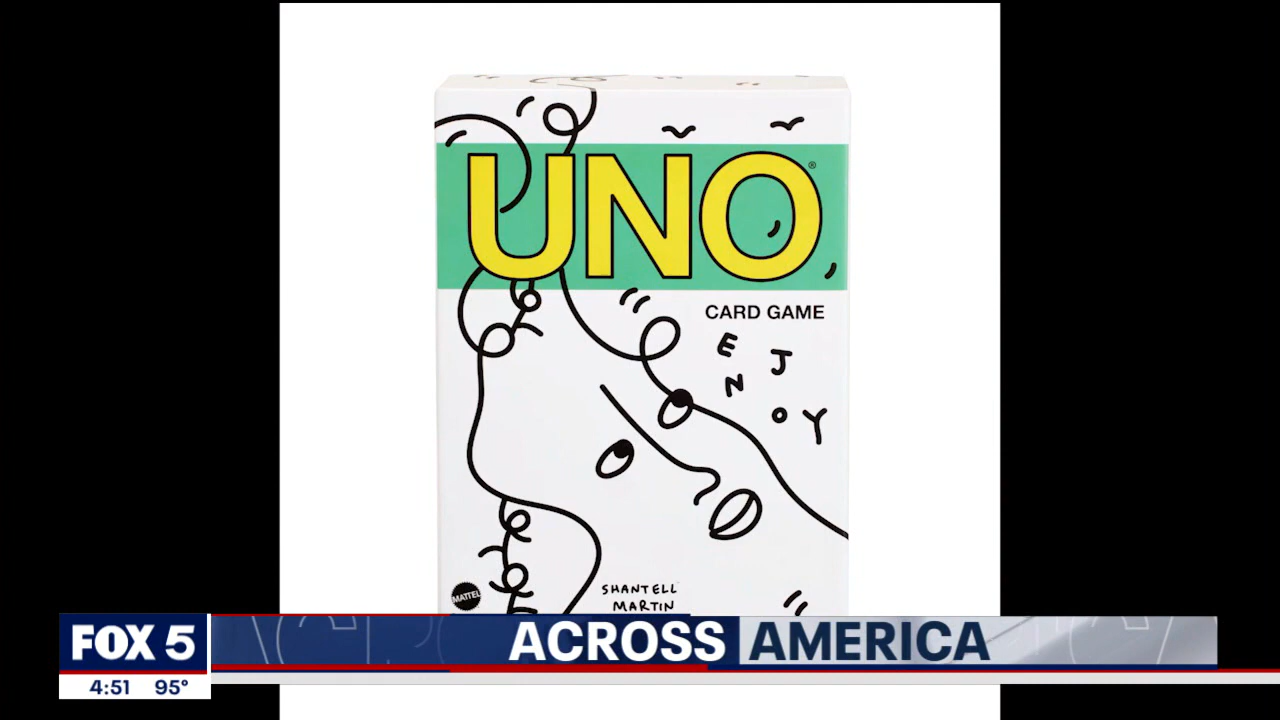 UNO®
CARD GAME
E J
N
O Y
MATTEL
SHANTELL
MARTIN
FOX 5
ACROSS AMERICA
4:51 95°